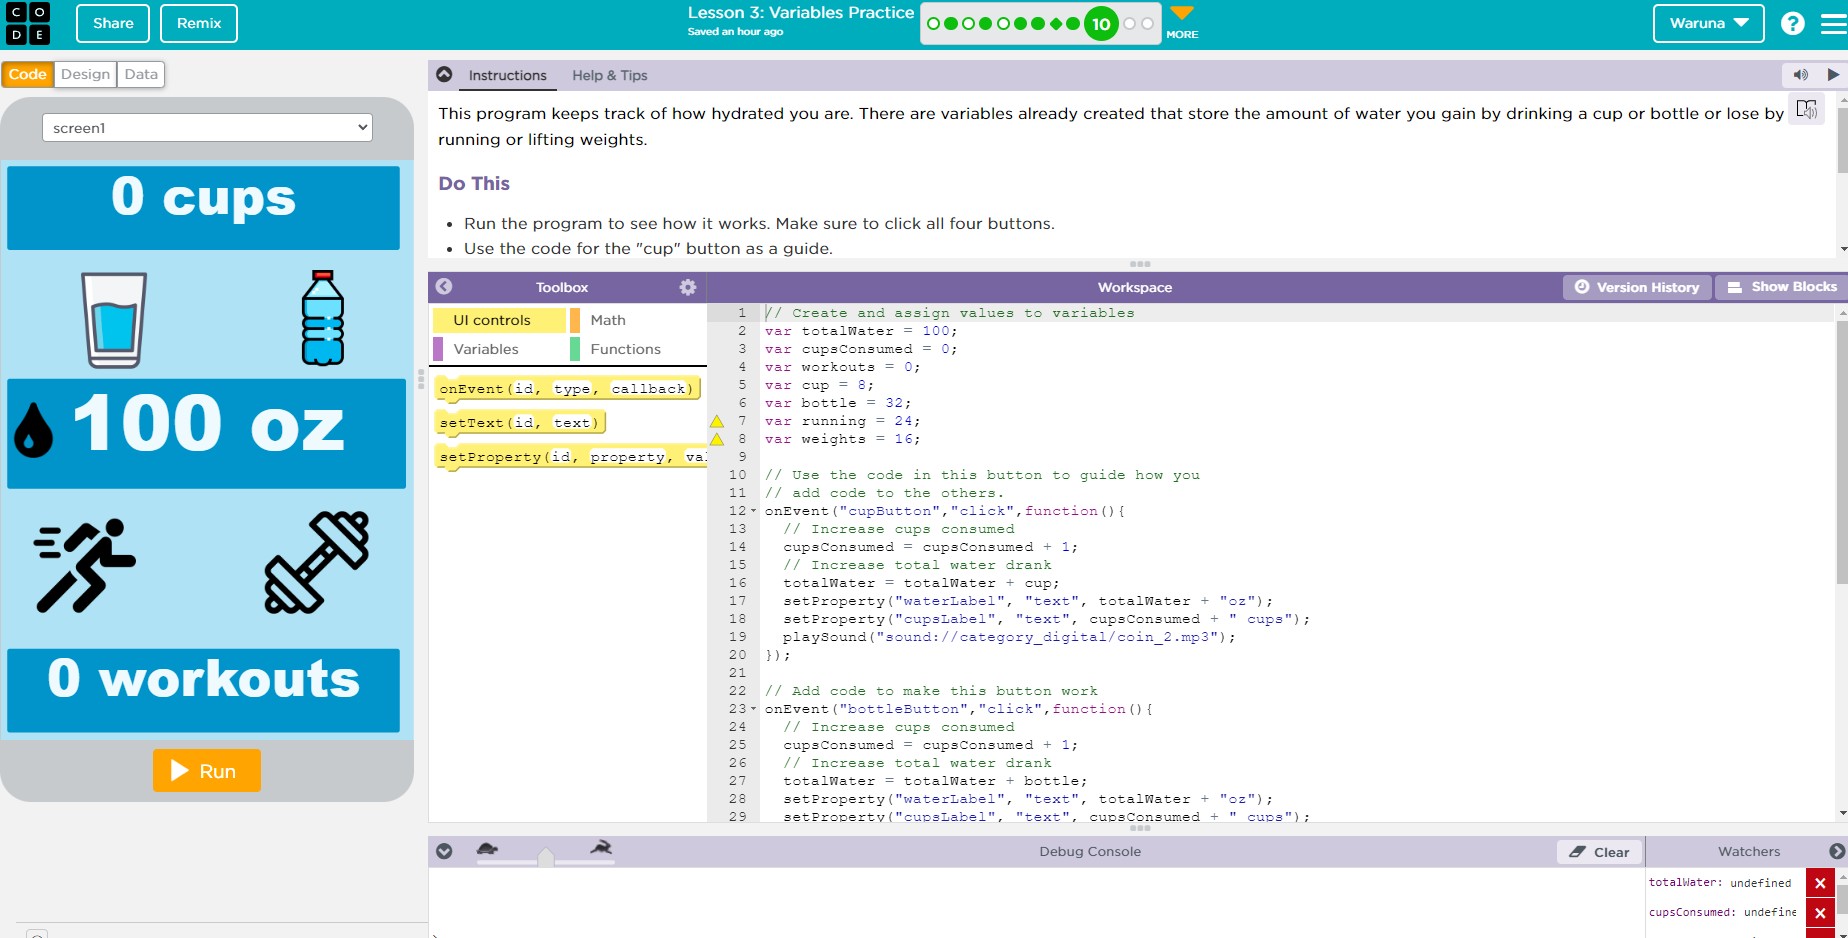 C O
D E
Share
Remix
Lesson 3: Variables Practice
Saved an hour ago
10
MORE
Waruna
?
Code Design Data
screen1
0 cups
100 oz
0 workouts
Run
Instructions Help & Tips
This program keeps track of how hydrated you are. There are variables already created that store the amount of water you gain by drinking a cup or bottle or lose by
running or lifting weights.
Do This
• Run the program to see how it works. Make sure to click all four buttons.
• Use the code for the "cup" button as a guide.
Toolbox
Workspace
Version History
Show Blocks
UI controls Math
Variables Functions
onEvent(id, type, callback)
setText(id, text)
setProperty(id, property, val
1 // Create and assign values to variables
2 var totalWater = 100;
3 var cupsConsumed = 0;
4 var workouts = 0;
5 var cup = 8;
6 var bottle = 32;
7 var running = 24;
8 var weights = 16;
9
10 // Use the code in this button to guide how you
11 // add code to the others.
12 onEvent("cupButton","click",function(){
13 // Increase cups consumed
14 cupsConsumed = cupsConsumed + 1;
15 // Increase total water drank
16 totalWater = totalWater + cup;
17 setProperty("waterLabel", "text", totalWater + "oz");
18 setProperty("cupsLabel", "text", cupsConsumed + " cups");
19 playSound("sound://category_digital/coin_2.mp3");
20 });
21
22 // Add code to make this button work
23 onEvent("bottleButton","click",function(){
24 // Increase cups consumed
25 cupsConsumed = cupsConsumed + 1;
26 // Increase total water drank
27 totalWater = totalWater + bottle;
28 setProperty("waterLabel", "text", totalWater + "oz");
29 setProperty("cupsLabel", "text", cupsConsumed + " cups");
Debug Console
Clear
Watchers
totalWater: undefined
cupsConsumed: undefine